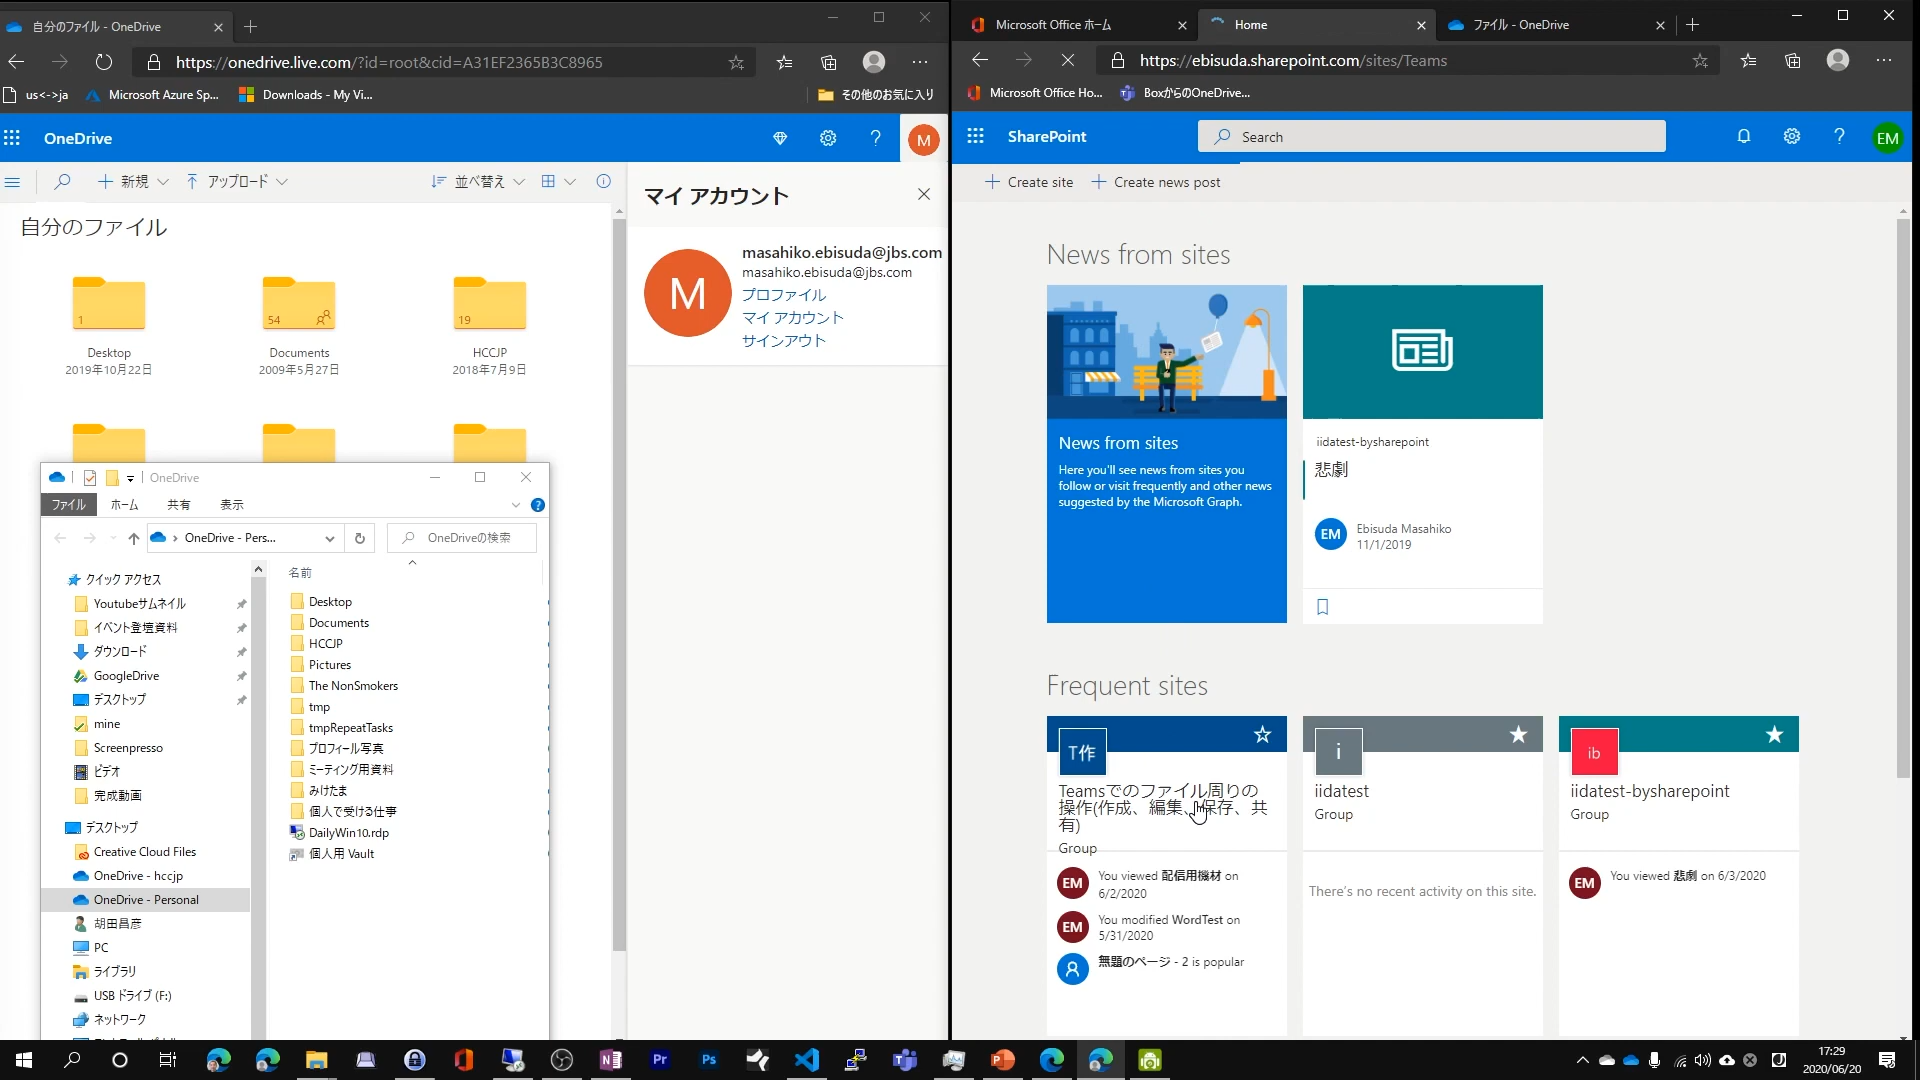 自分のファイル - OneDrive
https://onedrive.live.com/?id=root&cid=A31EF2365B3C8965
us<->ja
Microsoft Azure Sp...
Downloads - My Vi...
その他のお気に入り
OneDrive
M
新規
アップロード
並べ替え
自分のファイル
1
54
19
Desktop
Documents
HCCJP
2019年10月22日
2009年5月27日
2018年7月9日
マイ アカウント
M
masahiko.ebisuda@jbs.com
masahiko.ebisuda@jbs.com
プロファイル
マイ アカウント
サインアウト
OneDrive
ファイル
ホーム
共有
表示
OneDrive - Pers...
OneDriveの検索
クイック アクセス
Youtubeサムネイル
イベント登壇資料
ダウンロード
GoogleDrive
デスクトップ
mine
Screenpresso
ビデオ
完成動画
デスクトップ
Creative Cloud Files
OneDrive - hccjp
OneDrive - Personal
胡田昌彦
PC
ライブラリ
USB ドライブ (F:)
ネットワーク
名前
Desktop
Documents
HCCJP
Pictures
The NonSmokers
tmp
tmpRepeatTasks
プロフィール写真
ミーティング用資料
みけたま
個人で受ける仕事
DailyWin10.rdp
個人用 Vault
Microsoft Office ホーム
Home
ファイル - OneDrive
https://ebisuda.sharepoint.com/sites/Teams
Microsoft Office Ho...
BoxからのOneDrive...
SharePoint
Search
EM
Create site
Create news post
News from sites
News from sites
Here you'll see news from sites you
follow or visit frequently and other news
suggested by the Microsoft Graph.
iidatest-bysharepoint
悲劇
EM
Ebisuda Masahiko
11/1/2019
Frequent sites
T作
Teamsでのファイル周りの
操作(作成、編集、保存、共
有)
Group
EM
You viewed 配信用機材 on
6/2/2020
EM
You modified WordTest on
5/31/2020
無題のページ - 2 is popular
i
iidatest
Group
There's no recent activity on this site.
ib
iidatest-bysharepoint
Group
EM
You viewed 悲劇 on 6/3/2020
17:29
2020/06/20